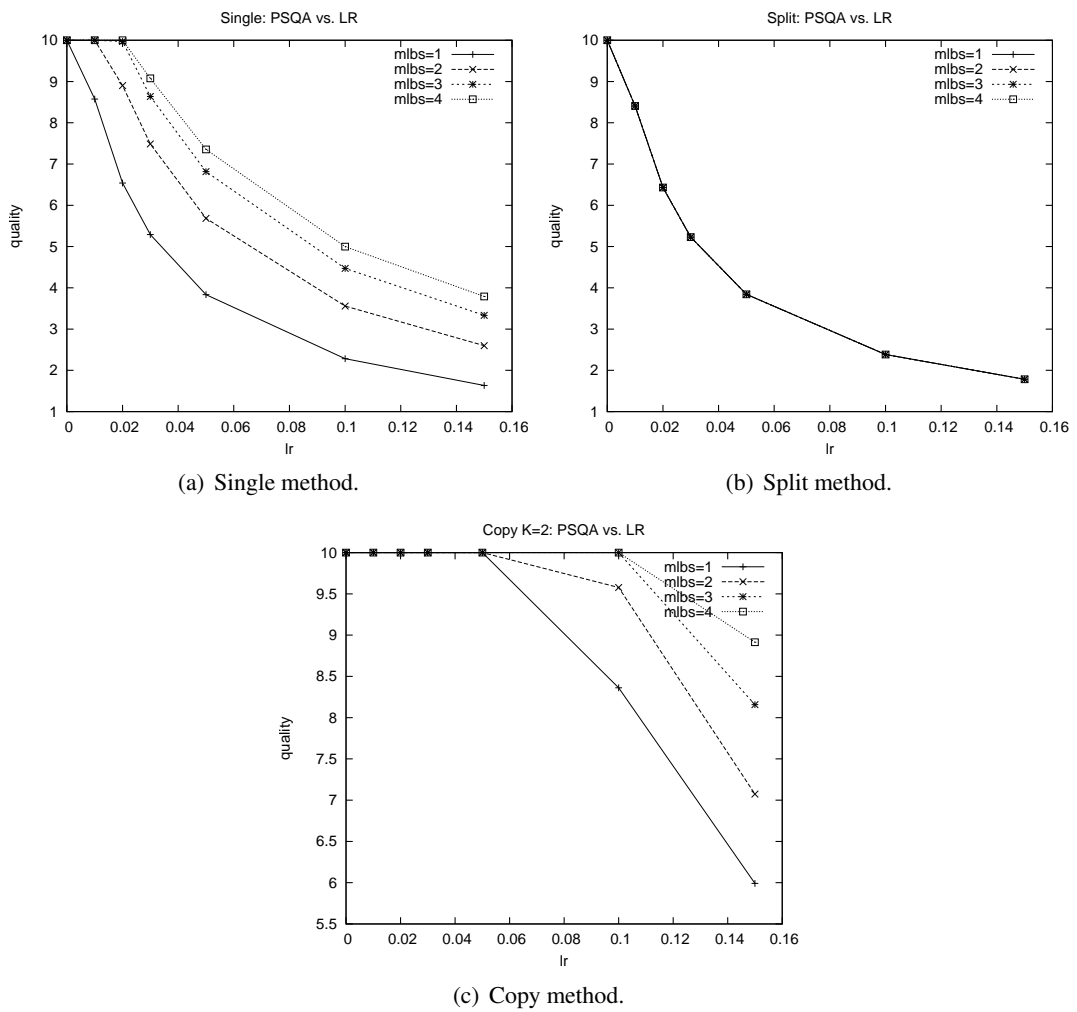 Single: PSQA vs. LR
10
9
8
7
6
5
4
3
2
1
quality
0 0.02 0.04 0.06 0.08 0.1 0.12 0.14 0.16
lr
mlbs=1
mlbs=2
mlbs=3
mlbs=4
(a) Single method.
Split: PSQA vs. LR
10
9
8
7
6
5
4
3
2
1
quality
0 0.02 0.04 0.06 0.08 0.1 0.12 0.14 0.16
lr
mlbs=1
mlbs=2
mlbs=3
mlbs=4
(b) Split method.
Copy K=2: PSQA vs. LR
10
9.5
9
8.5
8
7.5
7
6.5
6
5.5
quality
0 0.02 0.04 0.06 0.08 0.1 0.12 0.14 0.16
lr
mlbs=1
mlbs=2
mlbs=3
mlbs=4
(c) Copy method.